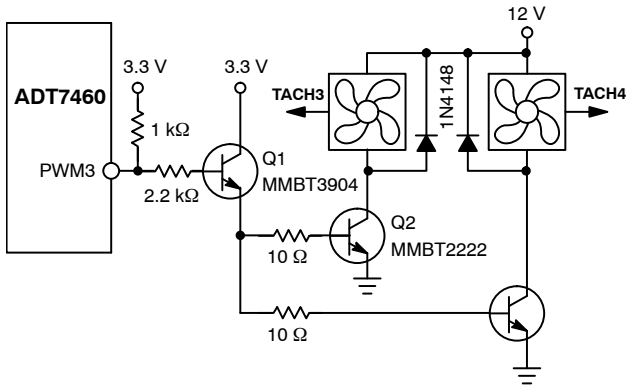 12 V
3.3 V
3.3 V
ADT7460
TACH3
1N4148
TACH4
1 kΩ
PWM3
Q1
MMBT3904
2.2 kΩ
Q2
MMBT2222
10 Ω
10 Ω